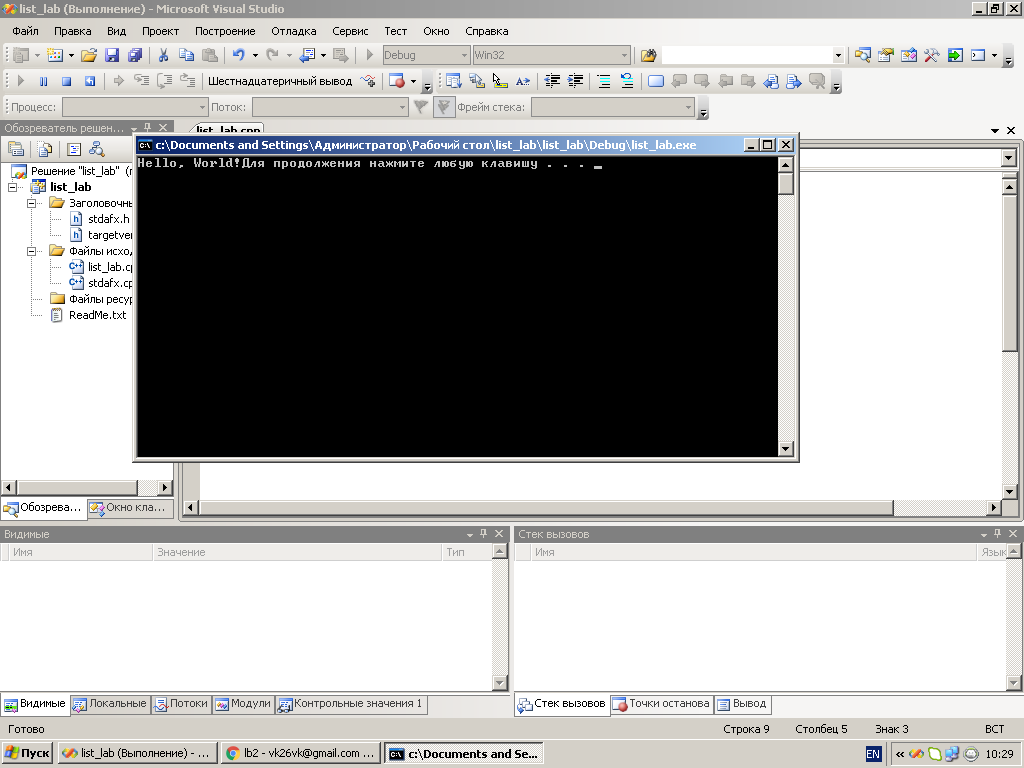 list_lab (Выполнение) - Microsoft Visual Studio
Файл Правка Вид Проект Построение Отладка Сервис Тест Окно Справка
Debug Win32
Шестнадцатеричный вывод
Процесс: Поток: Фрейм стека:
Обозреватель решен...
list_lab.cpp
c:\Documents and Settings\Администратор\Рабочий стол\list_lab\list_lab\Debug\list_lab.exe
Hello, World!Для продолжения нажмите любую клавишу . . . _
Решение "list_lab"
list_lab
Заголовочнь
stdafx.h
targetve
Файлы исхо
list_lab.cp
stdafx.cp
Файлы ресур
ReadMe.txt
Обозрева... Окно кла...
Видимые
Имя Значение Тип
Стек вызовов
Имя Язык
Видимые Локальные Потоки Модули Контрольные значения 1
Стек вызовов Точки останова Вывод
Готово Строка 9 Столбец 5 Знак 3 ВСТ
Пуск list_lab (Выполнение) - ... lb2 - vk26vk@gmail.com ... c:\Documents and Se... EN « 10:29